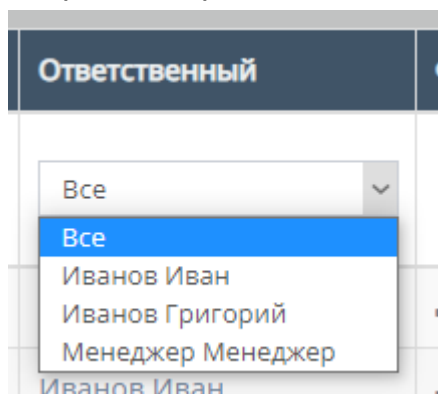 Ответственный
Все
Все
Иванов Иван
Иванов Григорий
Менеджер Менеджер
Иванов Иван